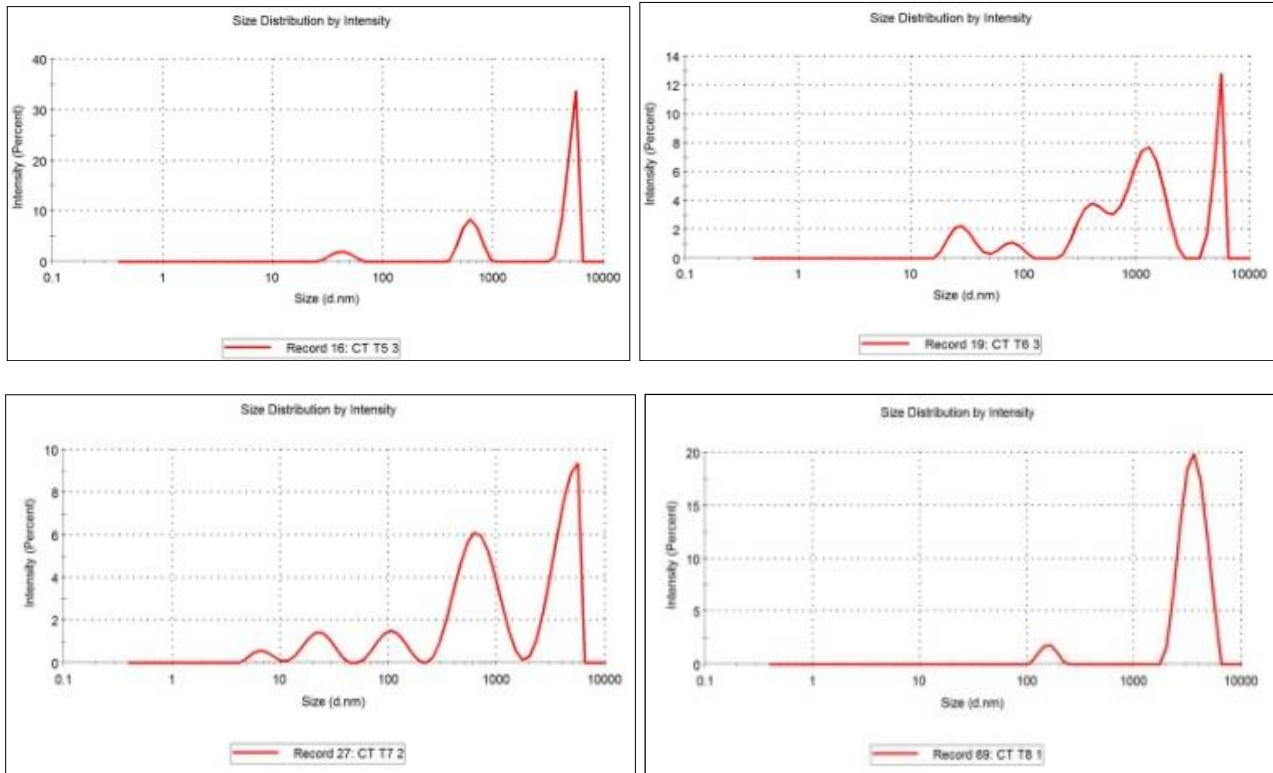 Size Distribution by Intensity
40
30
20
10
0
0.1 1 10 100 1000 10000
Intensity (Percent)
Size (d.nm)
Record 16: CT T5 3
Size Distribution by Intensity
14
12
10
8
6
4
2
0
0.1 1 10 100 1000 10000
Intensity (Percent)
Size (d.nm)
Record 19: CT T6 3
Size Distribution by Intensity
10
8
6
4
2
0
0.1 1 10 100 1000 10000
Intensity (Percent)
Size (d.nm)
Record 27: CT T7 2
Size Distribution by Intensity
20
15
10
5
0
0.1 1 10 100 1000 10000
Intensity (Percent)
Size (d.nm)
Record 69: CT T8 1